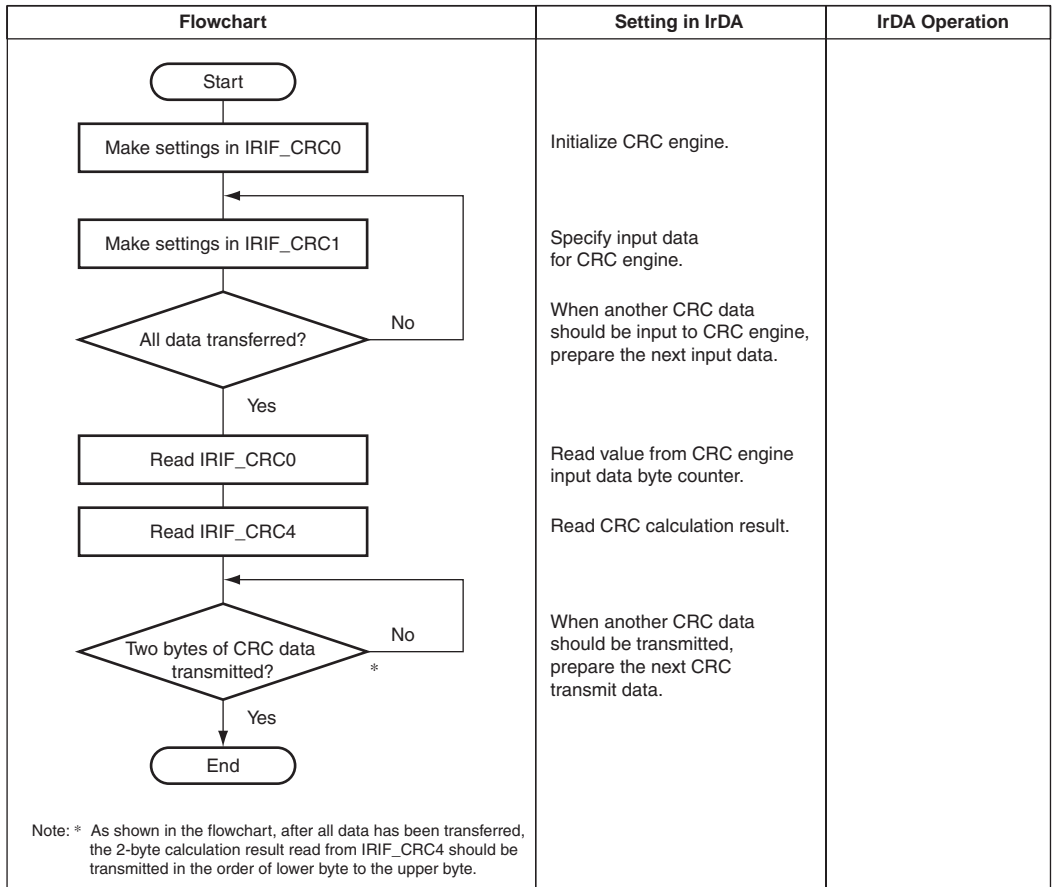 Flowchart
Setting in IrDA
IrDA Operation
Start
Make settings in IRIF_CRC0
Initialize CRC engine.
Make settings in IRIF_CRC1
Specify input data
for CRC engine.
All data transferred?
No
When another CRC data
should be input to CRC engine,
prepare the next input data.
Yes
Read IRIF_CRC0
Read value from CRC engine
input data byte counter.
Read IRIF_CRC4
Read CRC calculation result.
Two bytes of CRC data
transmitted?
No
*
When another CRC data
should be transmitted,
prepare the next CRC
transmit data.
Yes
End
Note: * As shown in the flowchart, after all data has been transferred,
the 2-byte calculation result read from IRIF_CRC4 should be
transmitted in the order of lower byte to the upper byte.